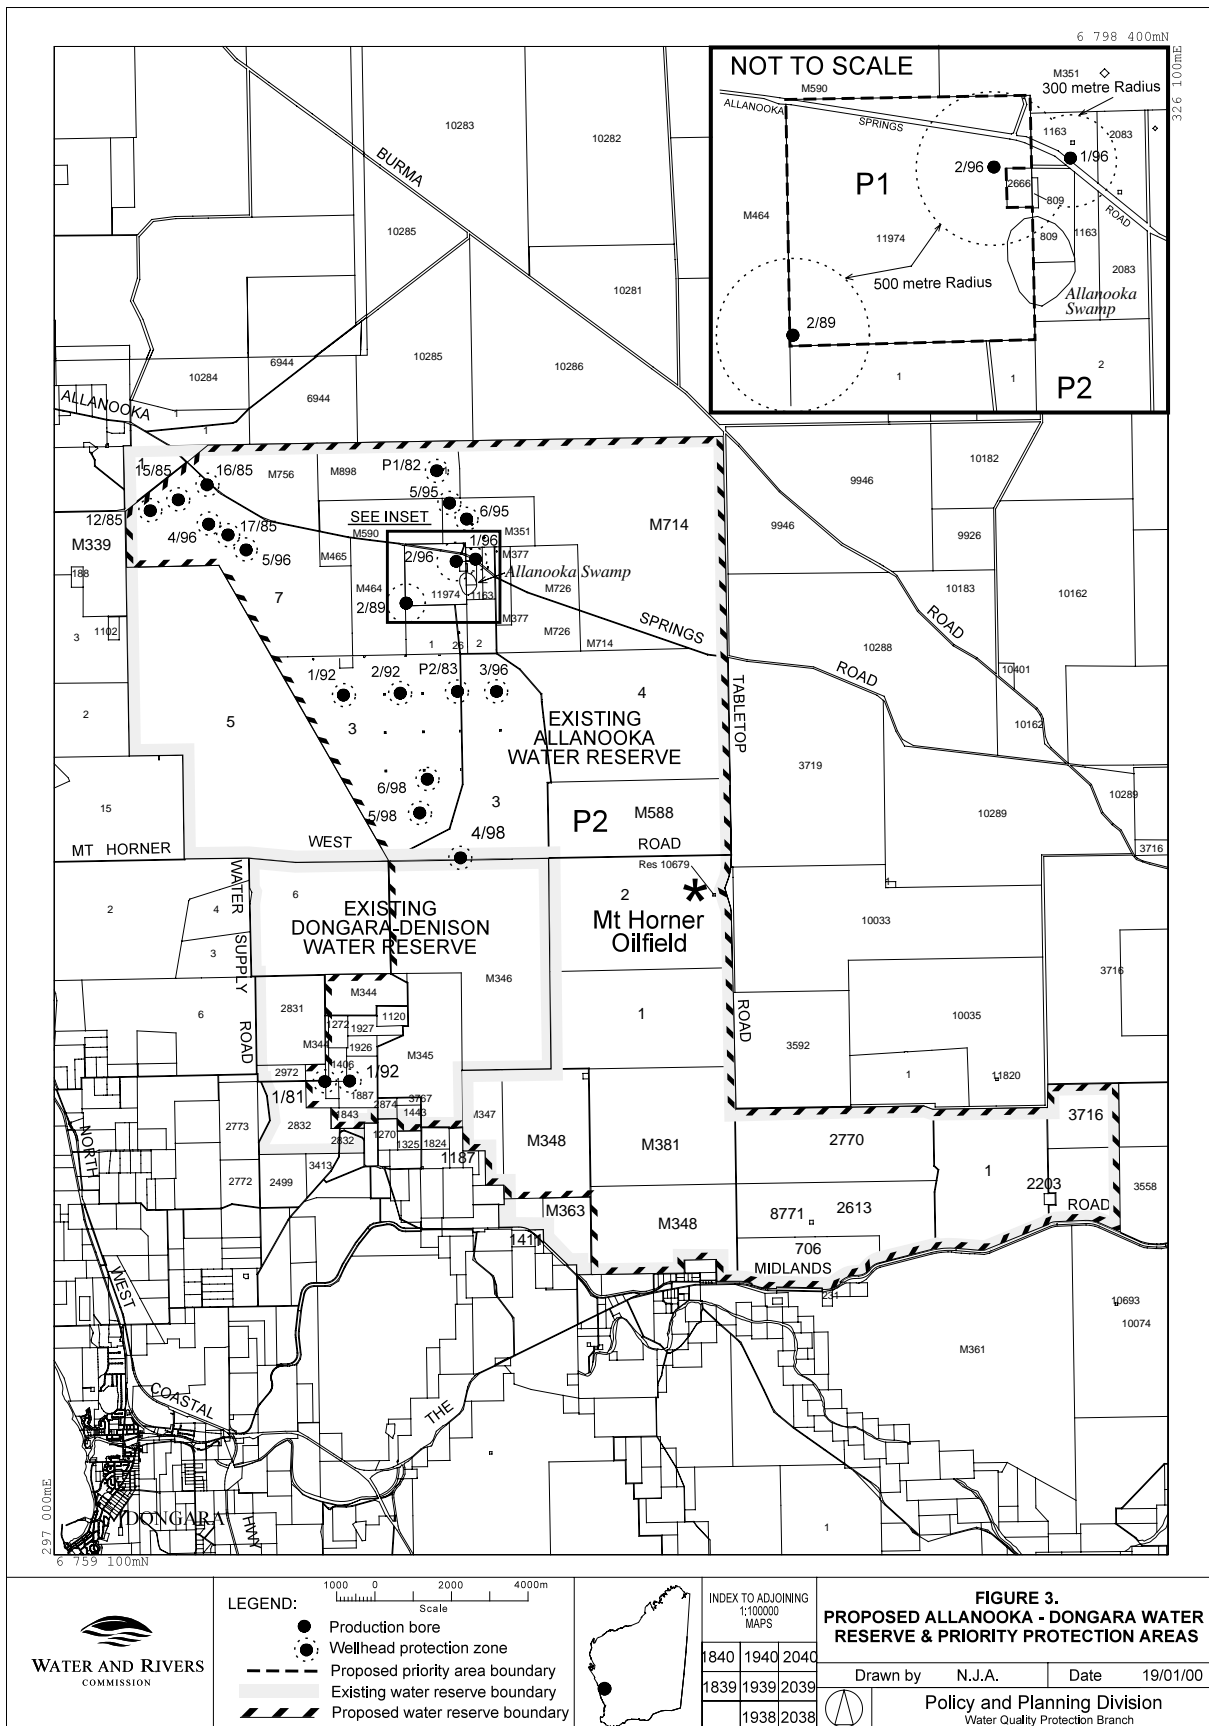 6 798 400mN
326 100mE
NOT TO SCALE
M351
300 metre Radius
M590
ALLANOOKA
SPRINGS
1163
2083
2/96
1/96
P1
2666
809
ROAD
M464
11974
809
1163
2083
500 metre Radius
Allanooka
Swamp
2/89
1
1
2
P2
10283
10282
BURMA
10285
10281
10285
10286
6944
10284
6944
ALLANOOKA
1
1
1
15/85
16/85
M756
M898
P1/82
5/95
6/95
SEE INSET
M351
M714
12/85
4/96
17/85
5/96
M590
M465
1/96
2/96
M377
Allanooka Swamp
M339
188
7
M464
2/89
11974
1163
M726
M377
M726
M714
SPRINGS
1102
3
1
26
2
10182
9946
9946
9926
10183
10162
ROAD
10288
10401
ROAD
10162
1/92
2/92
P2/83
3/96
4
TABLETOP
2
5
3
EXISTING
ALLANOOKA
WATER RESERVE
3719
6/98
3
5/98
P2
M588
10289
10289
15
MT HORNER
WEST
4/98
ROAD
Res 10679
3716
1
WATER
6
2
2
4
EXISTING
DONGARA-DENISON
WATER RESERVE
Mt Horner
Oilfield
10033
SUPPLY
3
M346
3716
6
2831
M344
1120
1
ROAD
10035
ROAD
1272
1927
M344
1926
M345
3592
2972
1406
1/92
1
11820
1/81
1887
2874
3767
1443
M347
3716
2773
2832
1843
2832
1270
1325
1824
M348
M381
2770
NORTH
3413
1187
1
2772
2499
2203
3558
M363
ROAD
8771
2613
M348
1411
706
MIDLANDS
WEST
231
10693
10074
M361
COASTAL
THE
DONGARA
HWY
1
297 000mE
6 759 100mN
WATER AND RIVERS
COMMISSION
LEGEND:
1000 0 2000 4000m
Scale
Production bore
Wellhead protection zone
Proposed priority area boundary
Existing water reserve boundary
Proposed water reserve boundary
INDEX TO ADJOINING
1:100000
MAPS
1840 1940 2040
1839 1939 2039
1938 2038
FIGURE 3.
PROPOSED ALLANOOKA - DONGARA WATER
RESERVE & PRIORITY PROTECTION AREAS
Drawn by N.J.A. Date 19/01/00
Policy and Planning Division
Water Quality Protection Branch